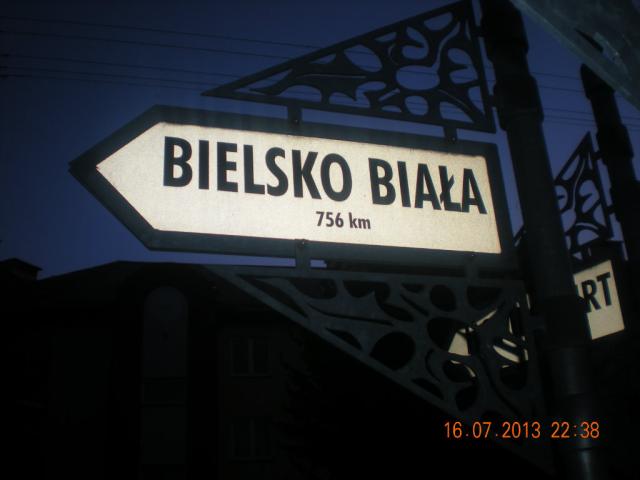 BIELSKO BIAŁA
756 km
RT
16.07.2013 22:38